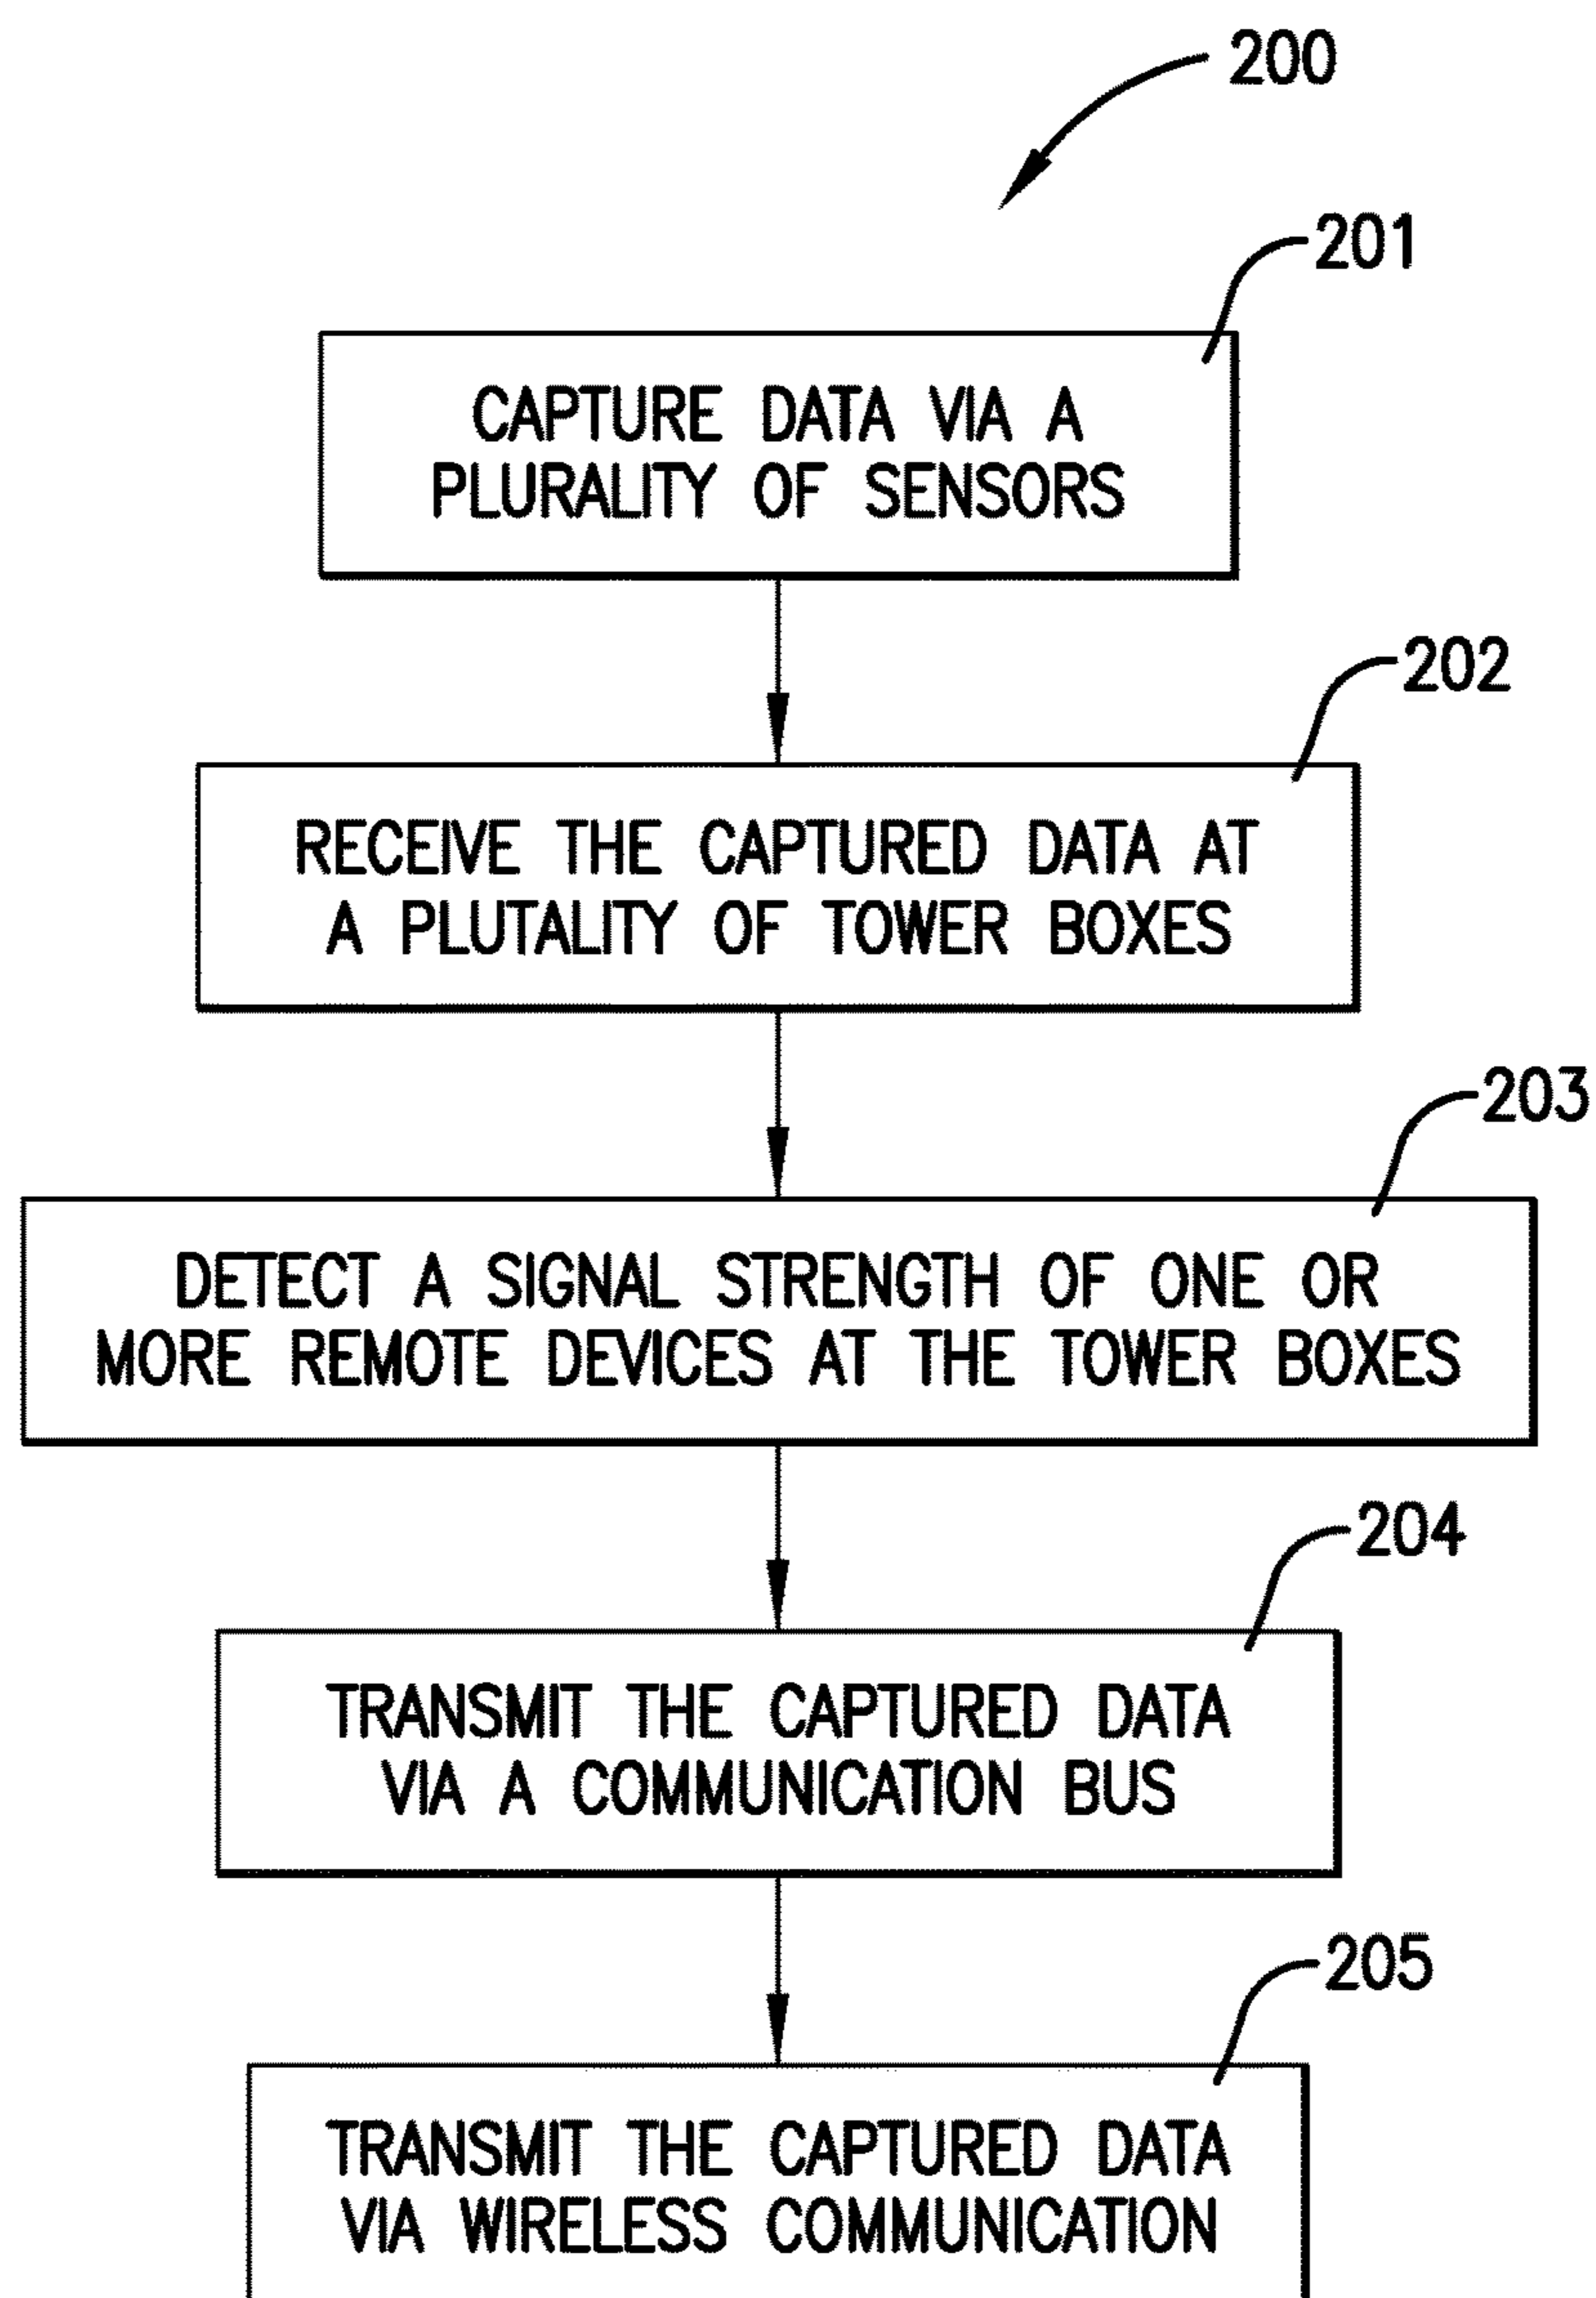 200
201
CAPTURE DATA VIA A
PLURALITY OF SENSORS
202
RECEIVE THE CAPTURED DATA AT
A PLUTALITY OF TOWER BOXES
203
DETECT A SIGNAL STRENGTH OF ONE OR
MORE REMOTE DEVICES AT THE TOWER BOXES
204
TRANSMIT THE CAPTURED DATA
VIA A COMMUNICATION BUS
205
TRANSMIT THE CAPTURED DATA
VIA WIRELESS COMMUNICATION